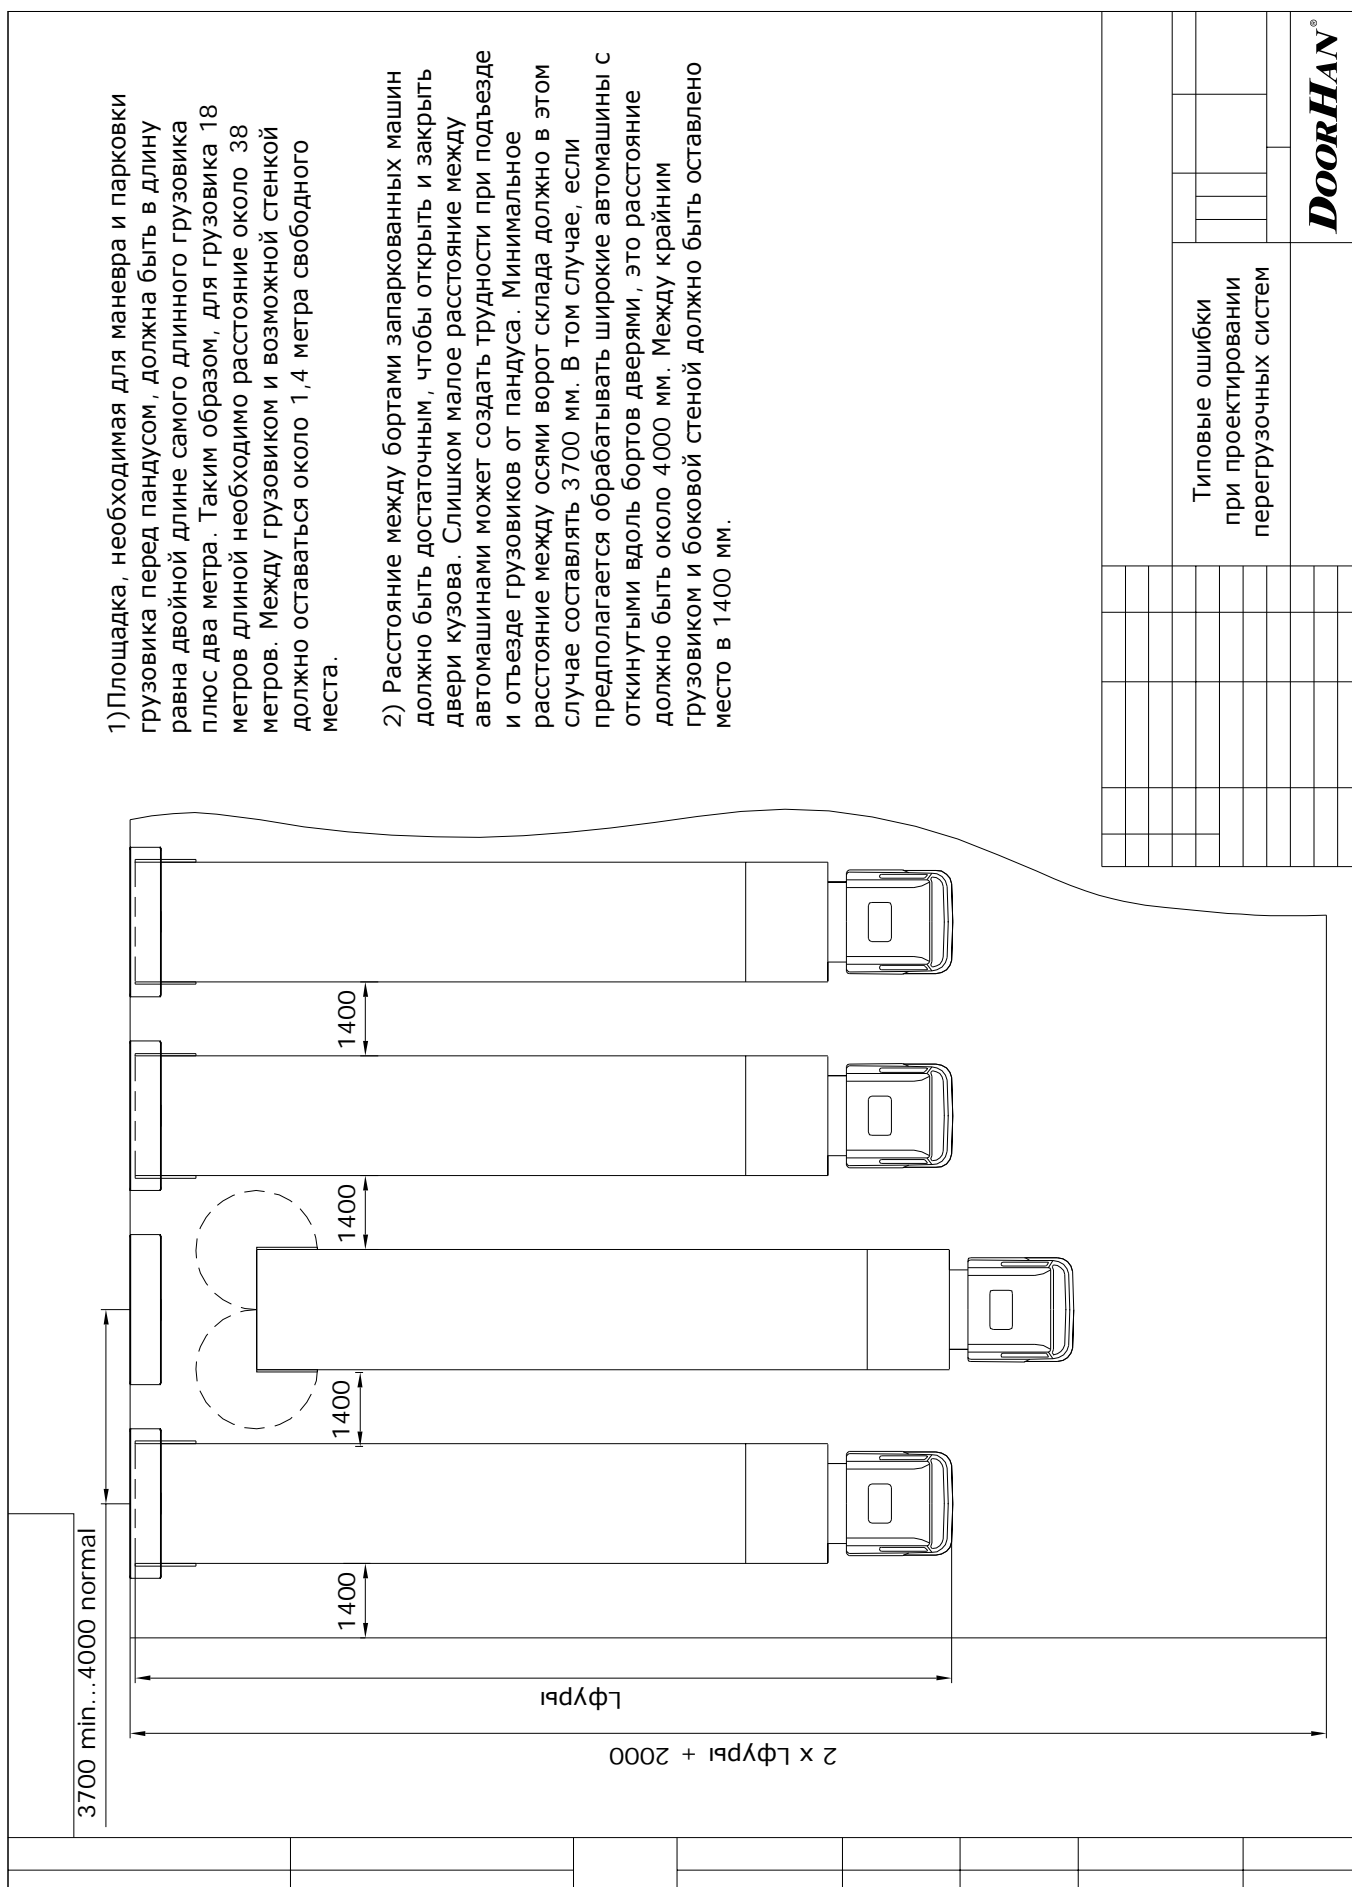 1)Площадка, необходимая для маневра и парковки
грузовика перед пандусом, должна быть в длину
равна двойной длине самого длинного грузовика
плюс два метра. Таким образом, для грузовика 18
метров длиной необходимо расстояние около 38
метров. Между грузовиком и возможной стенкой
должно оставаться около 1,4 метра свободного
места.
2) Расстояние между бортами запаркованных машин
должно быть достаточным, чтобы открыть и закрыть
двери кузова. Слишком малое расстояние между
автомашинами может создать трудности при подъезде
и отъезде грузовиков от пандуса. Минимальное
расстояние между осями ворот склада должно в этом
случае составлять 3700 мм. В том случае, если
предполагается обрабатывать широкие автомашины с
откинутыми вдоль бортов дверями, это расстояние
должно быть около 4000 мм. Между крайним
грузовиком и боковой стеной должно быть оставлено
место в 1400 мм.
3700 min...4000 normal
1400
1400
1400
1400
Lфуры
2 x Lфуры + 2000
Типовые ошибки
при проектировании
перегрузочных систем
DOORHAN®